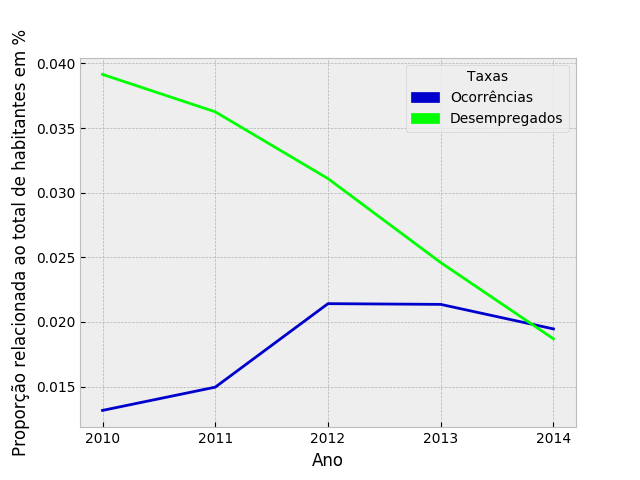 Proporção relacionada ao total de habitantes em %
0.040
0.035
0.030
0.025
0.020
0.015
Taxas
Ocorrências
Desempregados
2010 2011 2012 2013 2014
Ano